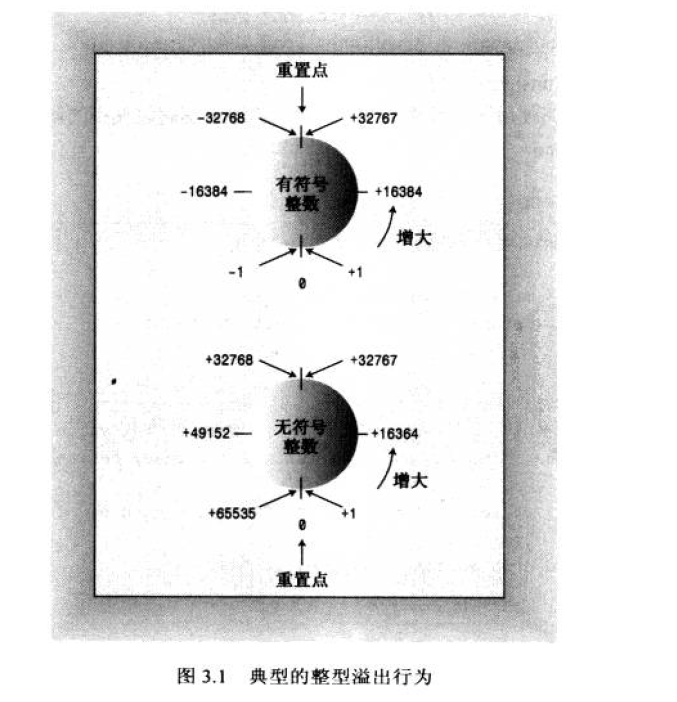 重置点
-32768 +32767
-16384 有符号 +16384
整数
增大
-1 +1
0
+32768 +32767
+49152 无符号 +16364
整数
增大
+65535 +1
0
重置点
图 3.1 典型的整型溢出行为